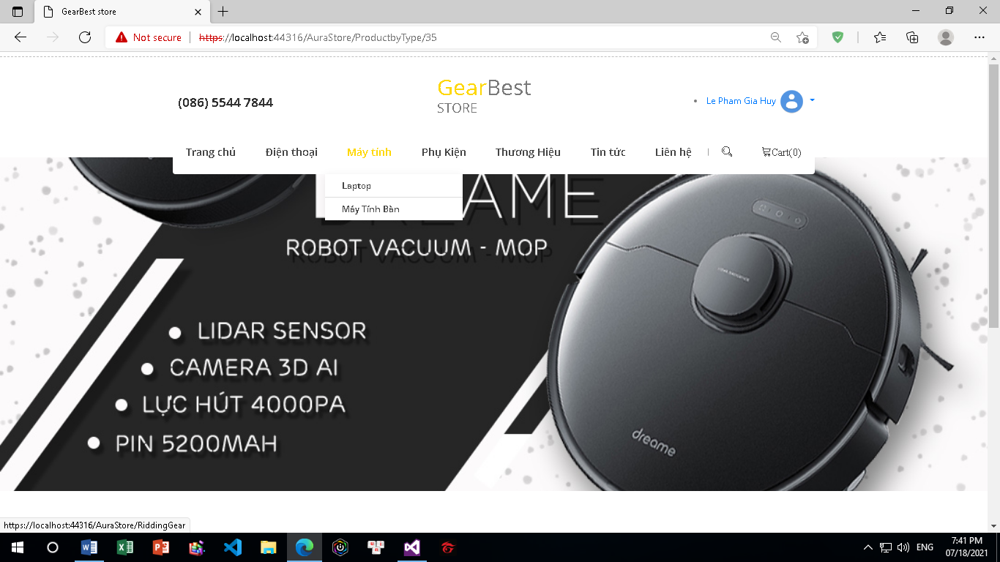 GearBest store
Not secure
https://localhost:44316/AuraStore/ProductbyType/35
(086) 5544 7844
GearBest
STORE
Le Pham Gia Huy
Trang chủ
Điện thoại
Máy tính
Phụ Kiện
Thương Hiệu
Tin tức
Liên hệ
Cart(0)
Laptop
Máy Tính Bàn
DREAME
ROBOT VACUUM - MOP
LIDAR SENSOR
CAMERA 3D AI
LỰC HÚT 4000PA
PIN 5200MAH
dreame
https://localhost:44316/AuraStore/RiddingGear
ENG
7:41 PM
07/18/2021